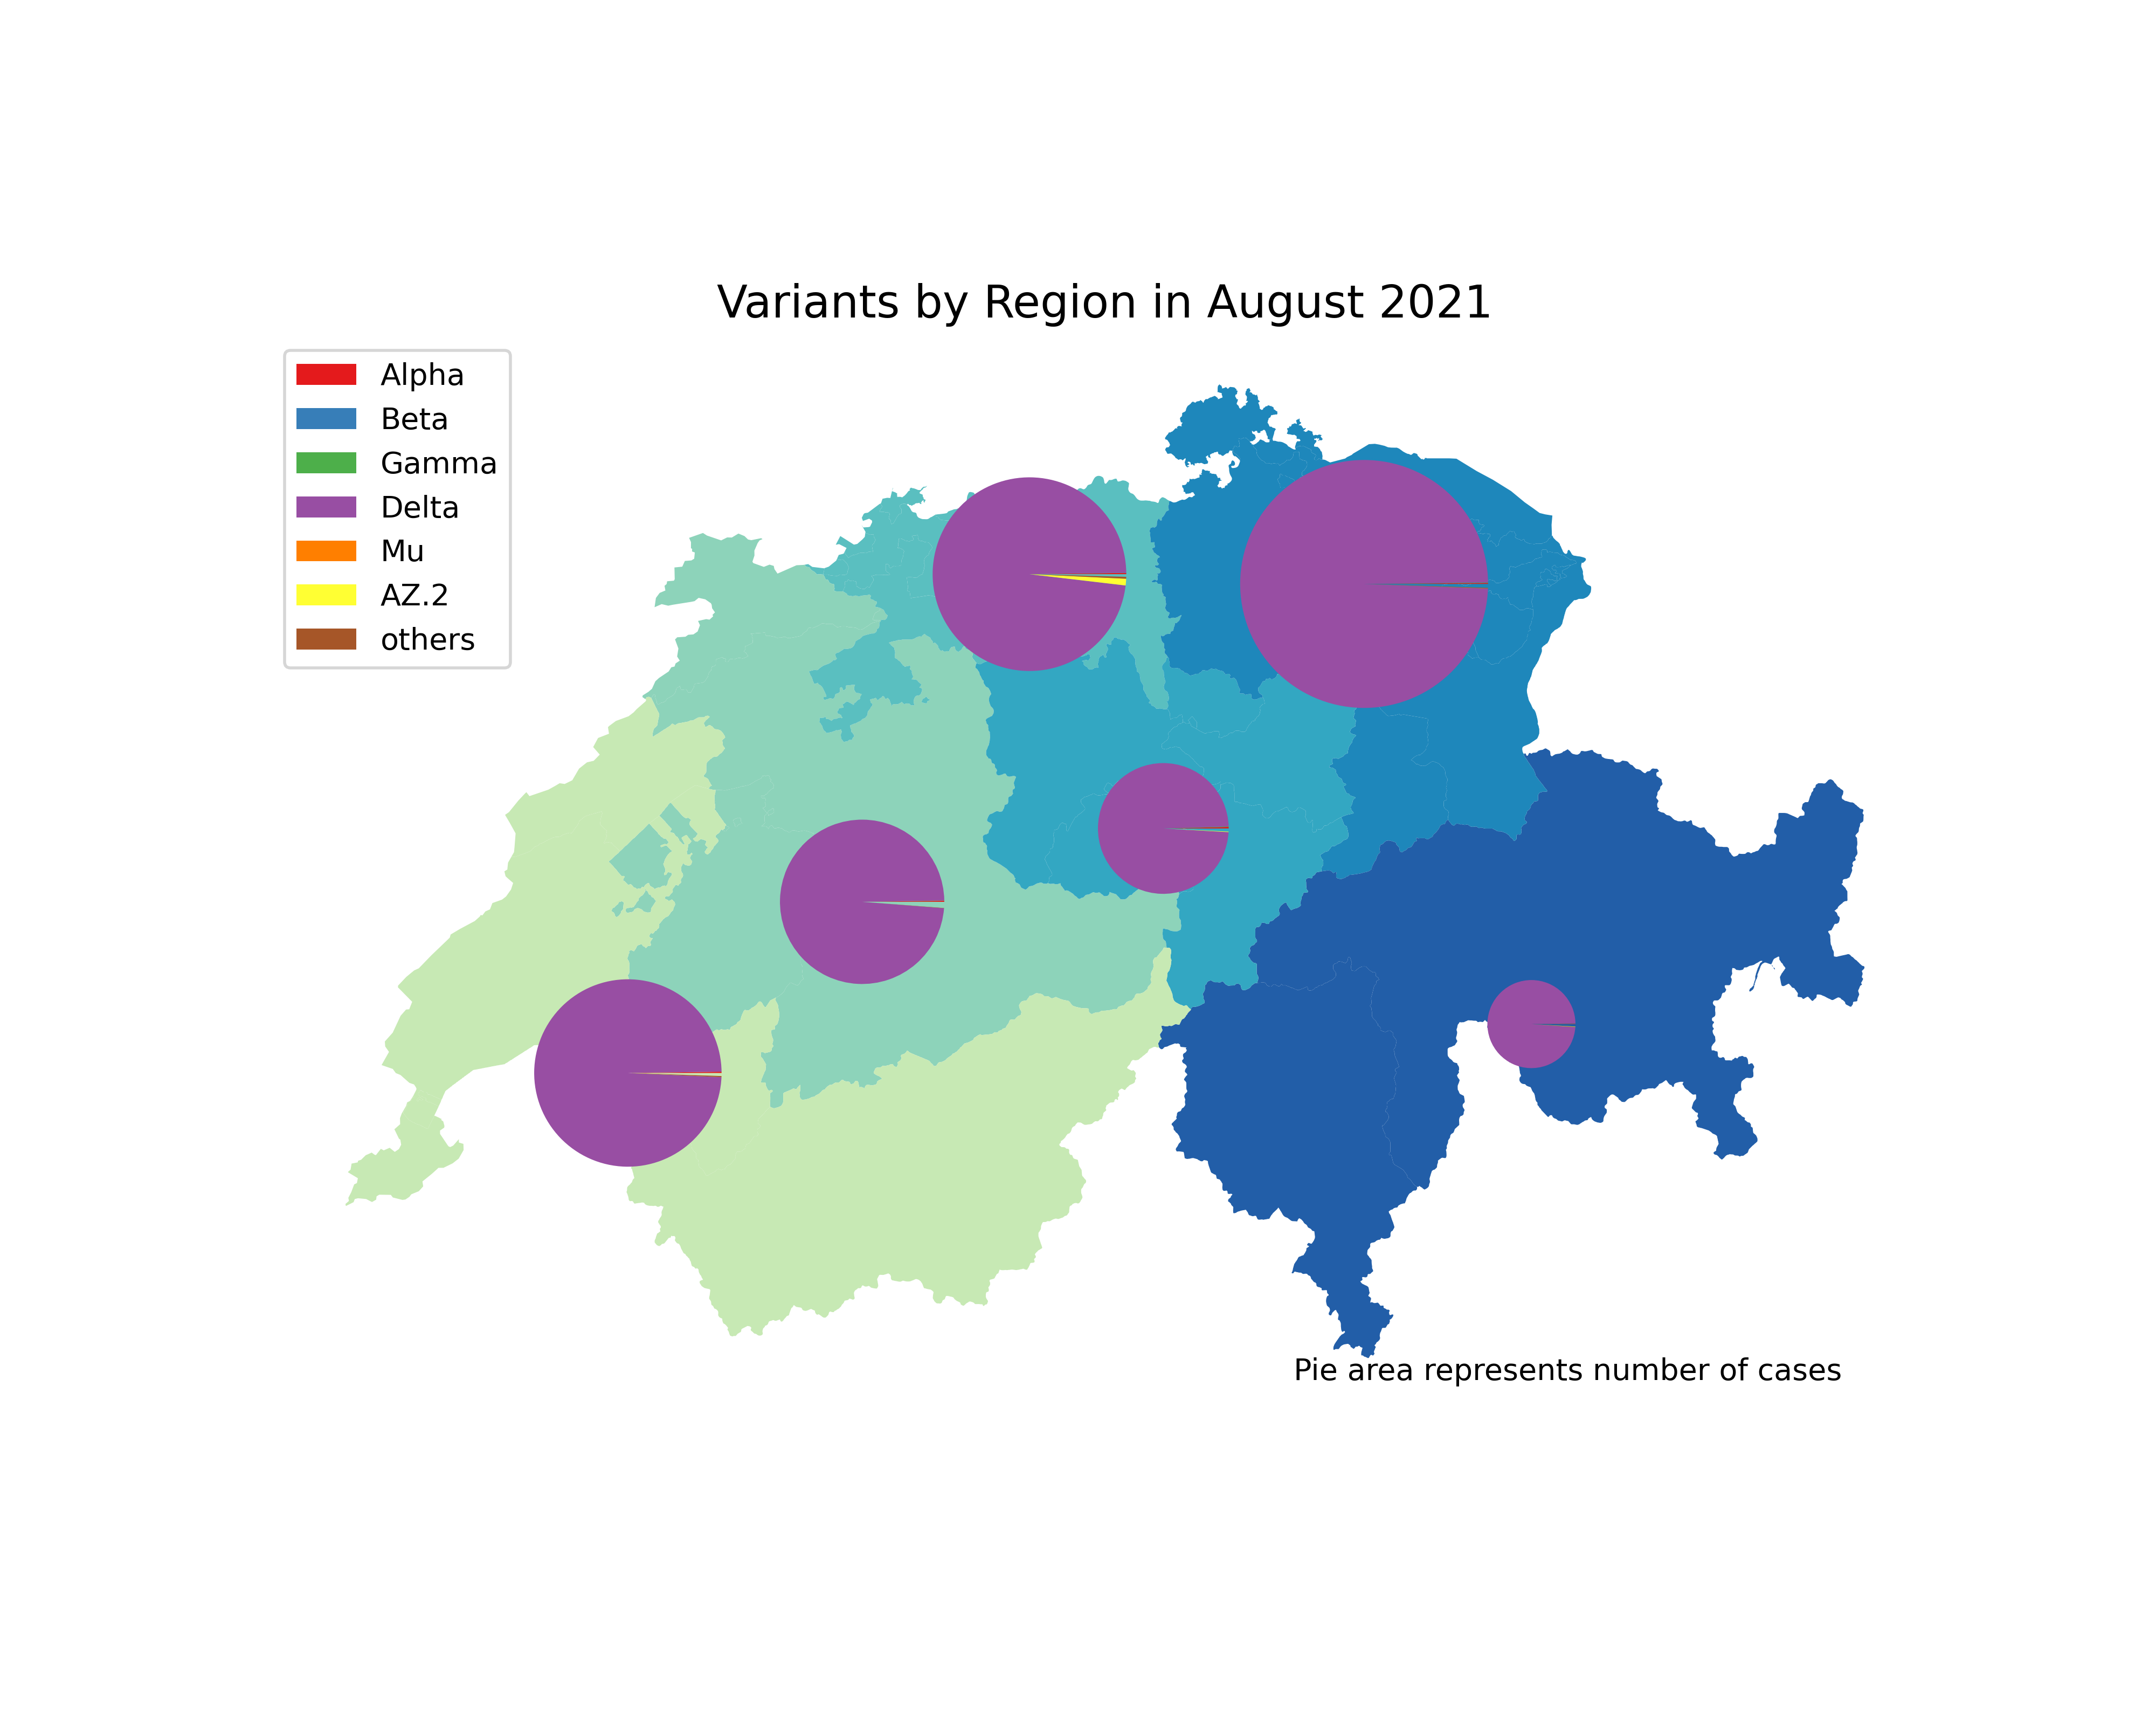 Variants by Region in August 2021
Alpha
Beta
Gamma
Delta
Mu
AZ.2
others
Pie area represents number of cases